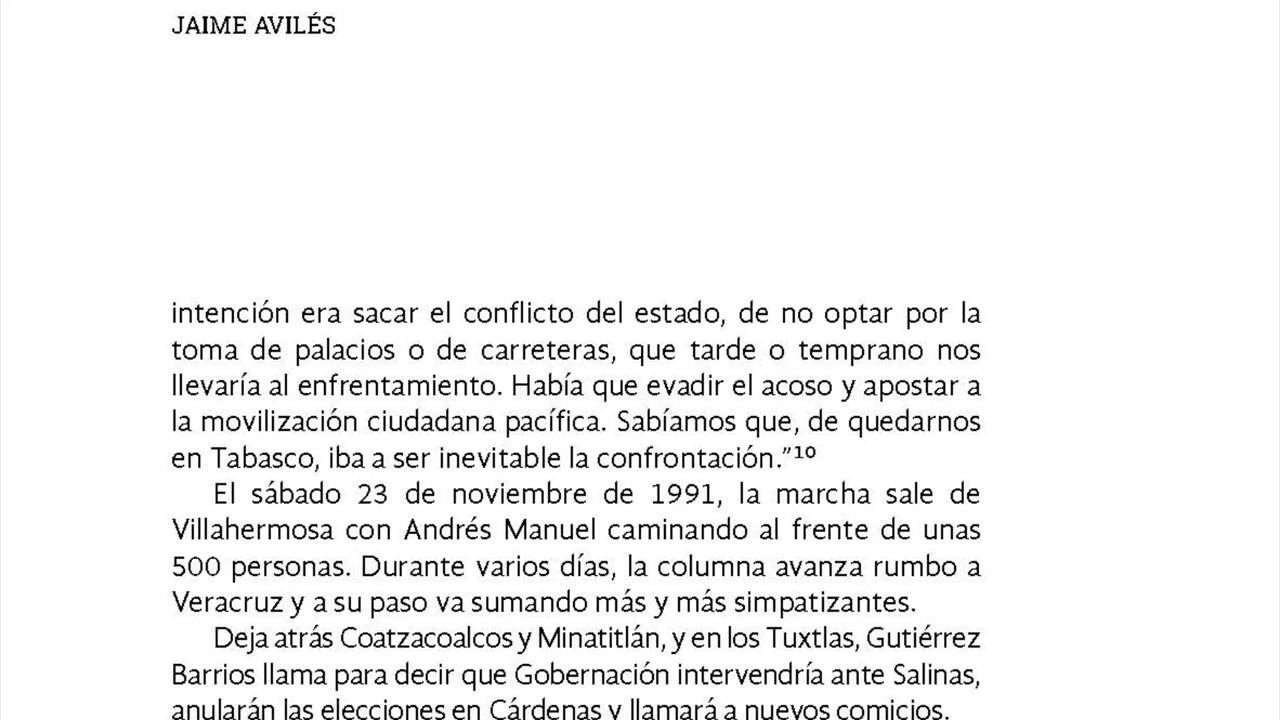 JAIME AVILÉS
intención era sacar el conflicto del estado, de no optar por la
toma de palacios o de carreteras, que tarde o temprano nos
llevaría al enfrentamiento. Había que evadir el acoso y apostar a
la movilización ciudadana pacífica. Sabíamos que, de quedarnos
en Tabasco, iba a ser inevitable la confrontación.”¹⁰
El sábado 23 de noviembre de 1991, la marcha sale de
Villahermosa con Andrés Manuel caminando al frente de unas
500 personas. Durante varios días, la columna avanza rumbo a
Veracruz y a su paso va sumando más y más simpatizantes.
Deja atrás Coatzacoalcos y Minatitlán, y en los Tuxtlas, Gutiérrez
Barrios llama para decir que Gobernación intervendría ante Salinas,
anularán las elecciones en Cárdenas y llamará a nuevos comicios.